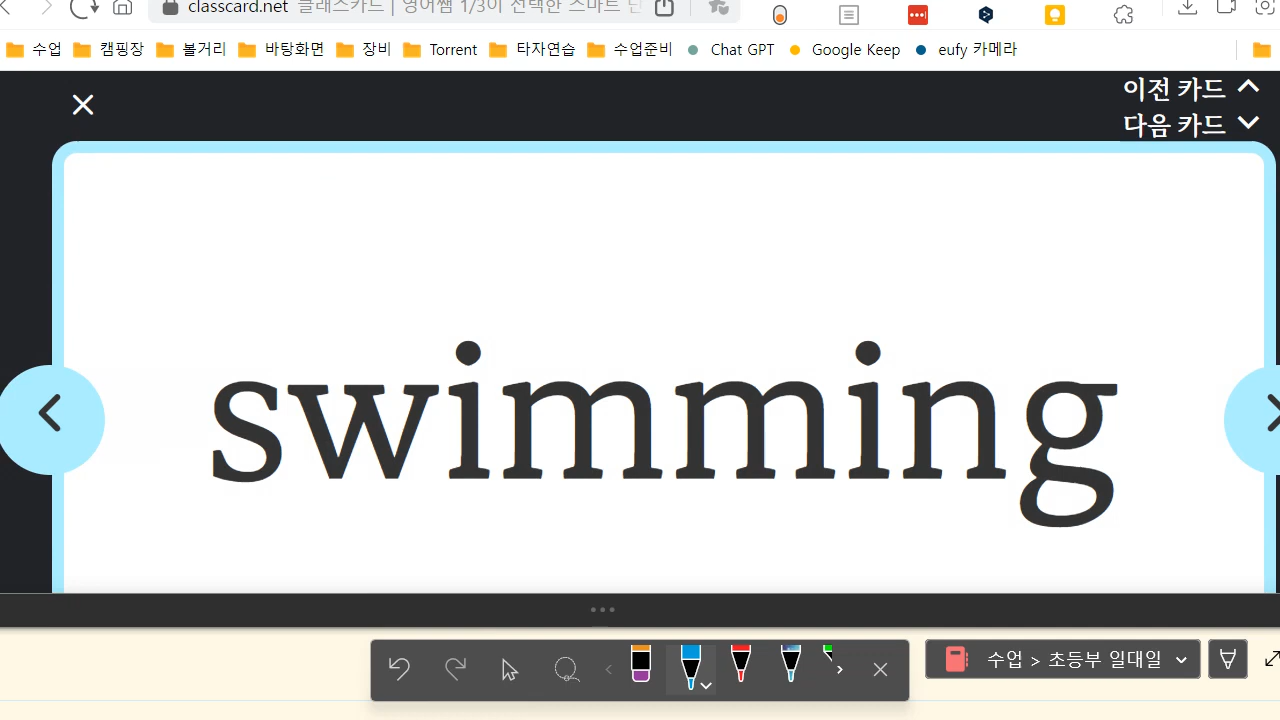 classcard.net 클래스카드 | 영어쌤 1/3이 선택한 스마트 단
수업 캠핑장 볼거리 바탕화면 장비 Torrent 타자연습 수업준비 Chat GPT Google Keep eufy 카메라
이전 카드
다음 카드
swimming
수업 > 초등부 일대일